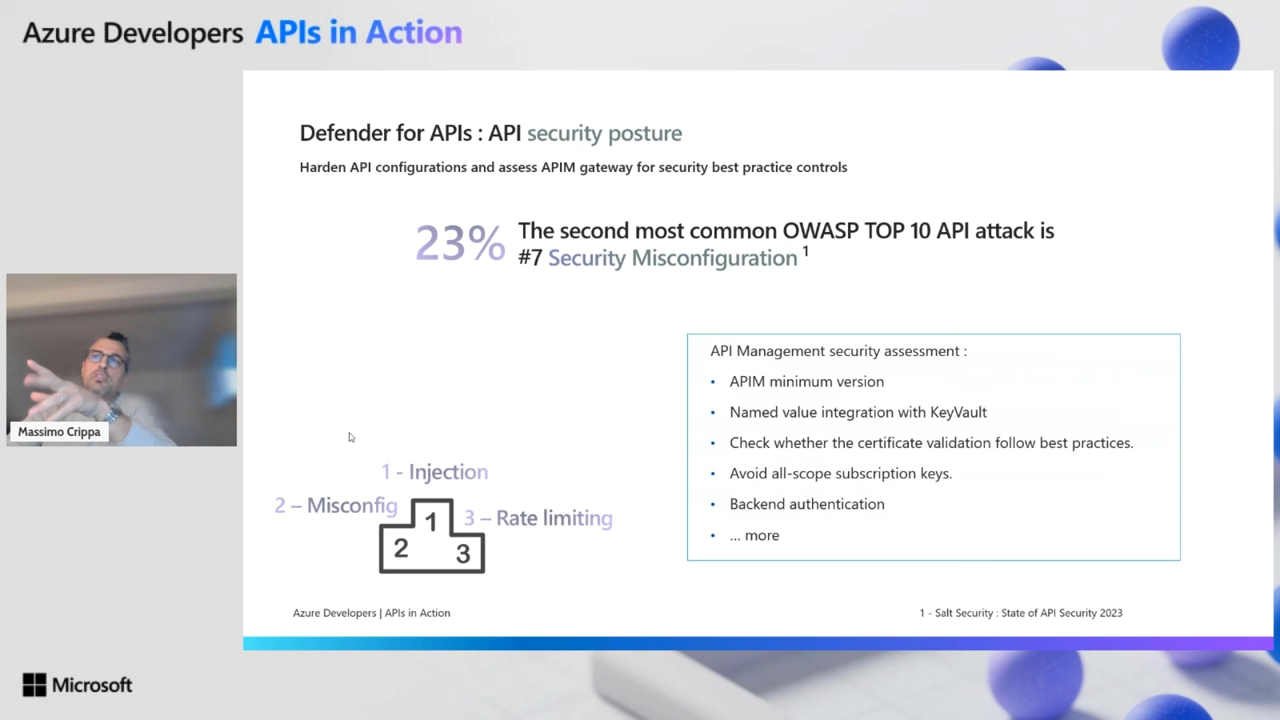 Azure Developers APIs in Action
Defender for APIs : API security posture
Harden API configurations and assess APIM gateway for security best practice controls
23%
The second most common OWASP TOP 10 API attack is
#7 Security Misconfiguration 1
API Management security assessment :
• APIM minimum version
• Named value integration with KeyVault
• Check whether the certificate validation follow best practices.
• Avoid all-scope subscription keys.
• Backend authentication
• ... more
Massimo Crippa
1 - Injection
2 – Misconfig
3 – Rate limiting
1
2
3
Azure Developers | APIs in Action
1 - Salt Security : State of API Security 2023
Microsoft